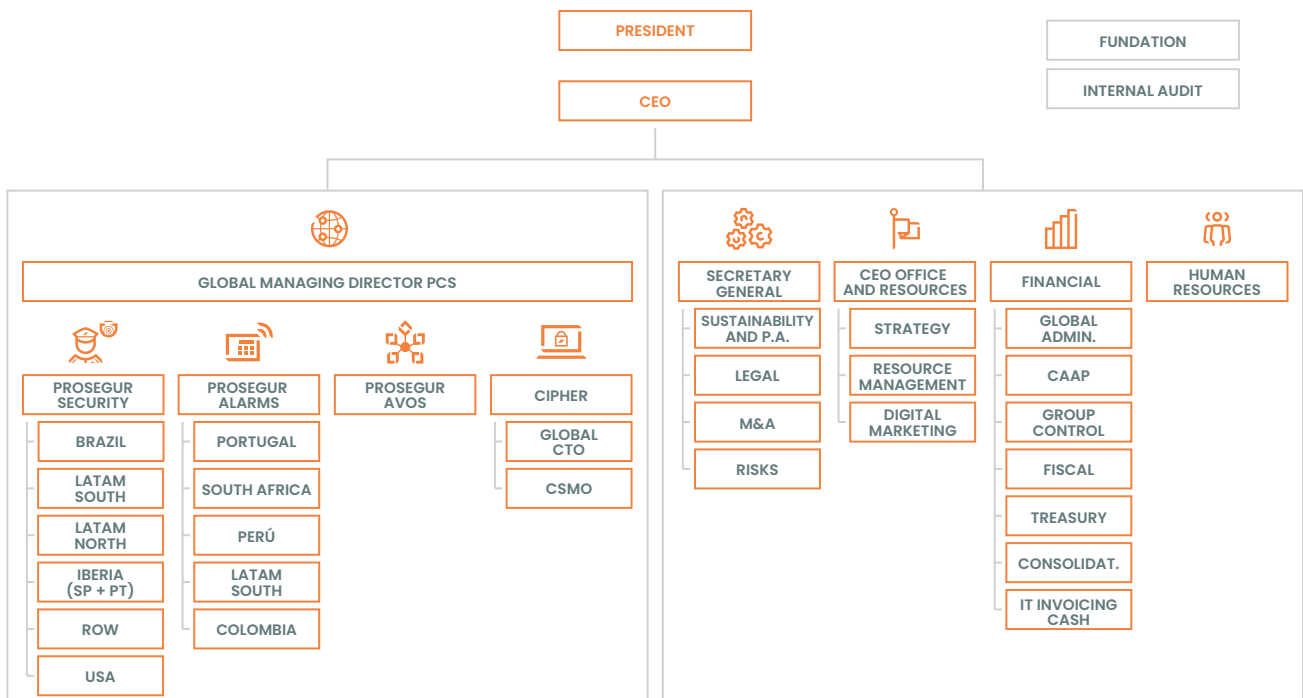 PRESIDENT
FUNDATION
CEO
INTERNAL AUDIT
GLOBAL MANAGING DIRECTOR PCS
PROSEGUR
SECURITY
BRAZIL
LATAM
SOUTH
LATAM
NORTH
IBERIA
(SP + PT)
ROW
USA
PROSEGUR
ALARMS
PORTUGAL
SOUTH AFRICA
PERÚ
LATAM
SOUTH
COLOMBIA
PROSEGUR
AVOS
CIPHER
GLOBAL
CTO
CSMO
SECRETARY
GENERAL
SUSTAINABILITY
AND P.A.
LEGAL
M&A
RISKS
CEO OFFICE
AND RESOURCES
STRATEGY
RESOURCE
MANAGEMENT
DIGITAL
MARKETING
FINANCIAL
GLOBAL
ADMIN.
CAAP
GROUP
CONTROL
FISCAL
TREASURY
CONSOLIDAT.
IT INVOICING
CASH
HUMAN
RESOURCES